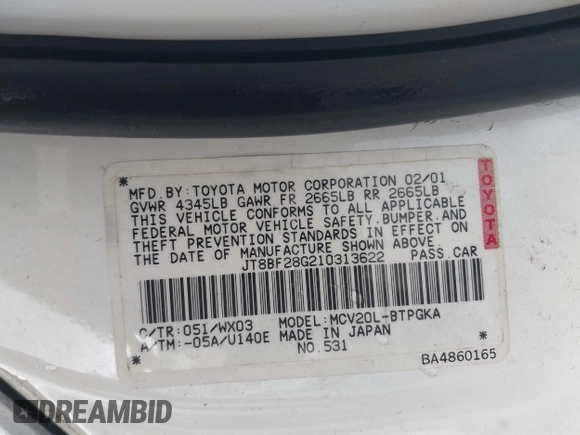 MFD. BY: TOYOTA MOTOR CORPORATION 02/01
GVWR 4345LB GAWR FR 2665LB RR 2665LB
THIS VEHICLE CONFORMS TO ALL APPLICABLE
FEDERAL MOTOR VEHICLE SAFETY, BUMPER, AND
THEFT PREVENTION STANDARDS IN EFFECT ON
THE DATE OF MANUFACTURE SHOWN ABOVE.
JT8BF28G210313622 PASS. CAR
TOYOTA
C/TR: 051/WX03 MODEL: MCV20L-BTPGKA
A/TM: -05A/U140E MADE IN JAPAN
NO. 531
BA4860165
DREAMBID